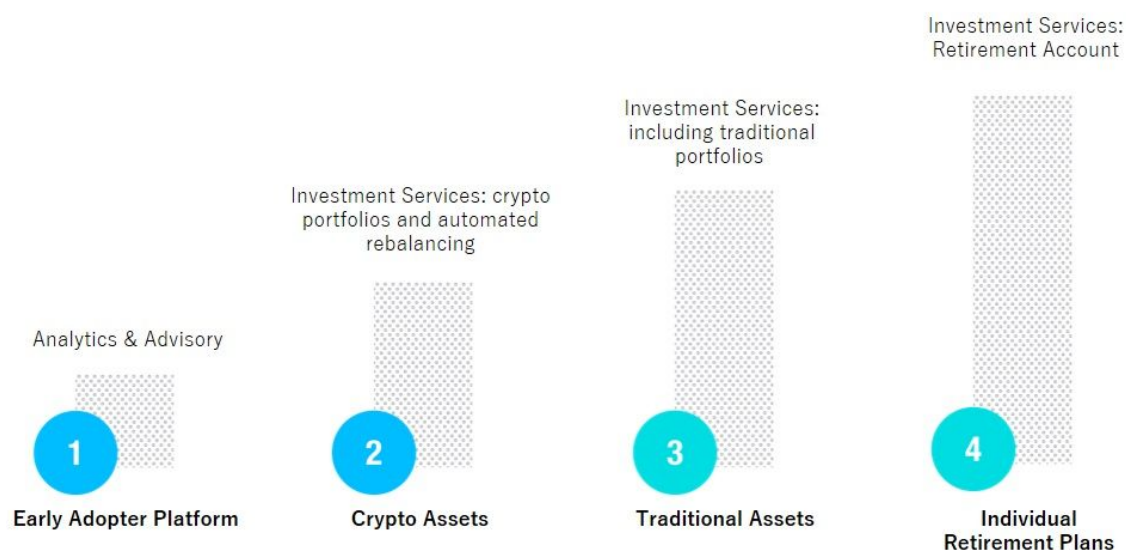 Analytics & Advisory
1
Early Adopter Platform
Investment Services: crypto
portfolios and automated
rebalancing
2
Crypto Assets
Investment Services:
including traditional
portfolios
3
Traditional Assets
Investment Services:
Retirement Account
4
Individual
Retirement Plans